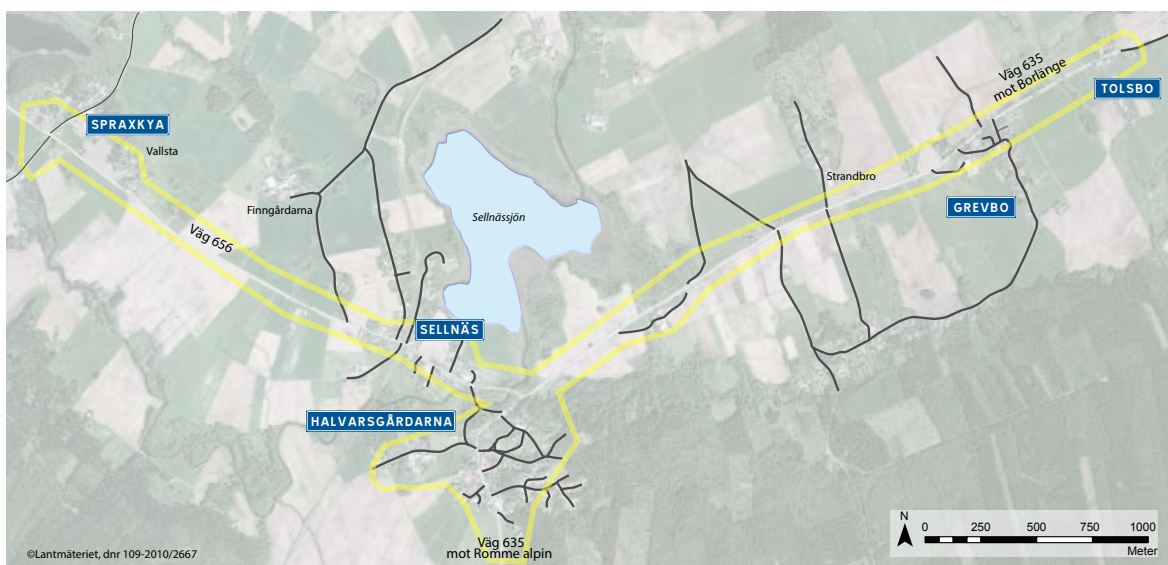 Väg 635
mot Borlänge
TOLSBO
SPRAXKYA
Vallsta
Strandbro
Finngårdarna
GREVBO
Sellnässjön
Väg 656
SELLNÄS
HALVARSGÅRDARNA
N
0 250 500 750 1000
Meter
Väg 635
mot Romme alpin
©Lantmäteriet, dnr 109-2010/2667